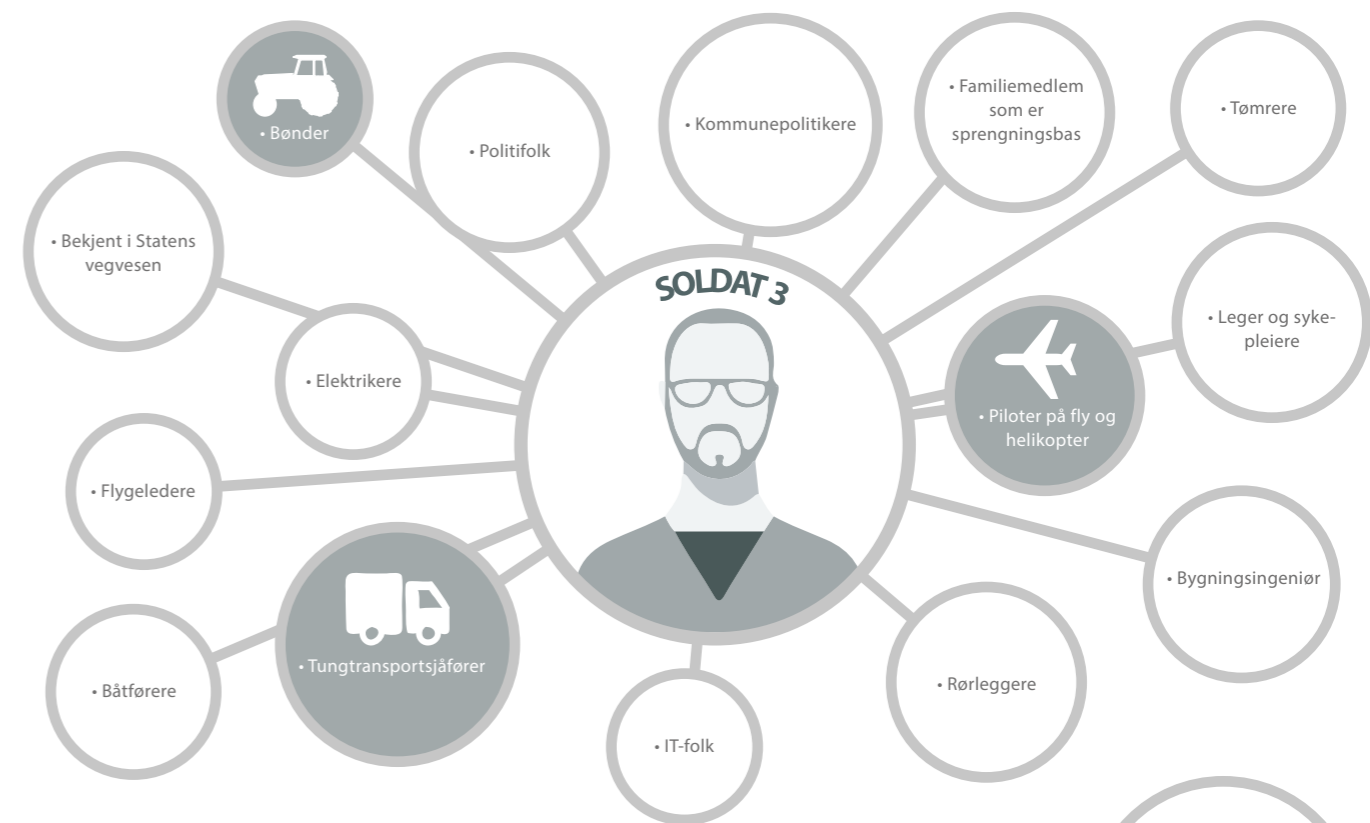 • Bønder
• Politifolk
• Kommunepolitikere
• Familiemedlem
som er
sprengningsbas
• Tømrere
• Bekjent i Statens
vegvesen
SOLDAT 3
• Leger og syke-
pleiere
• Elektrikere
• Piloter på fly og
helikopter
• Flygeledere
• Bygningsingeniør
• Tungtransportsjåfører
• Båtførere
• Rørleggere
• IT-folk